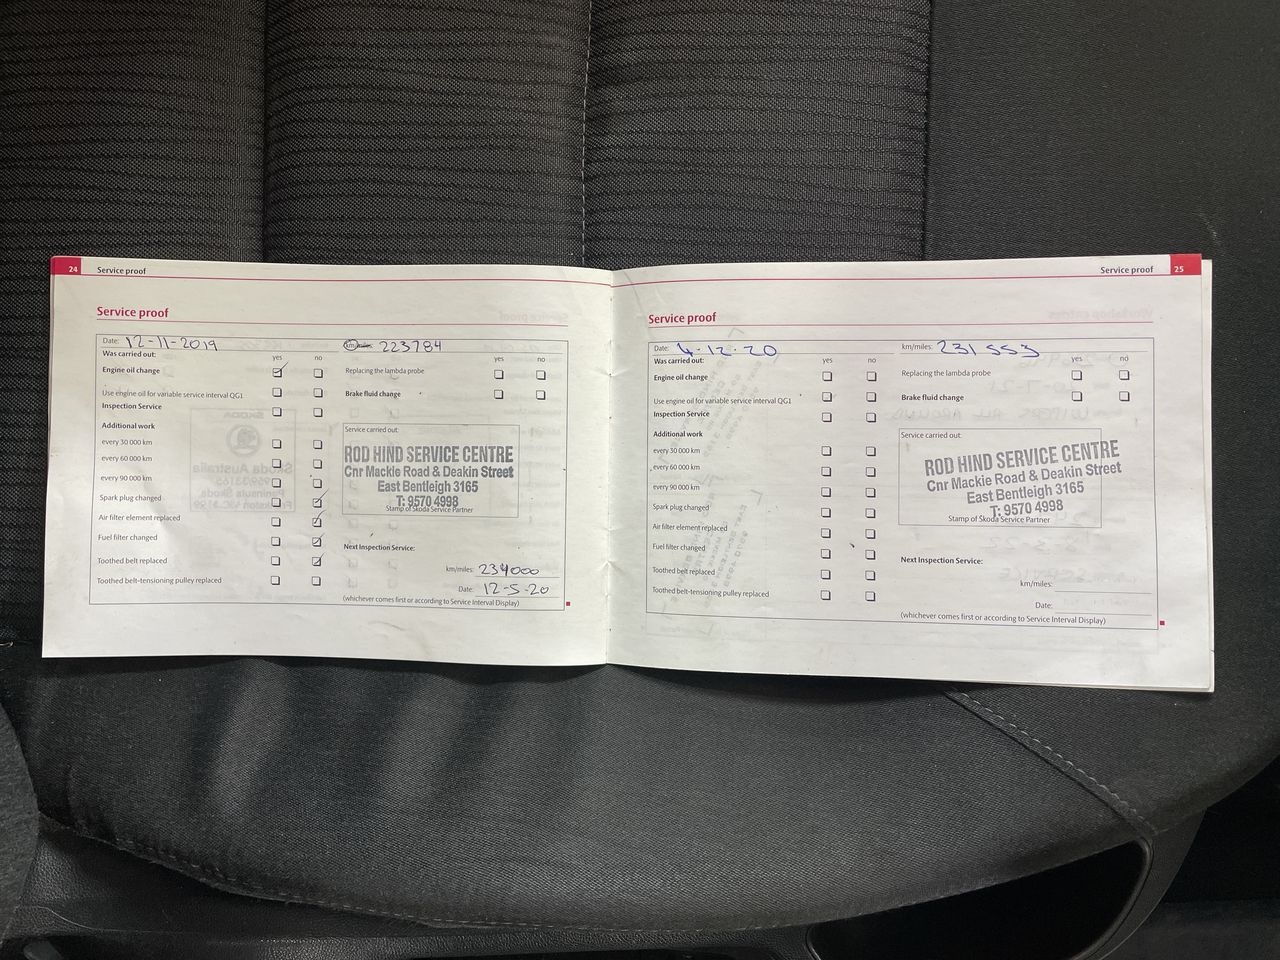 24 Service proof
Service proof
Date: 12-11-2019 km/miles: 223784
Was carried out: yes no yes no
Engine oil change Replacing the lambda probe
Use engine oil for variable service interval QG1 Brake fluid change
Inspection Service
Additional work Service carried out:
every 30 000 km
every 60 000 km
every 90 000 km
Spark plug changed
Air filter element replaced
Fuel filter changed
Toothed belt replaced
Toothed belt-tensioning pulley replaced
ROD HIND SERVICE CENTRE
Cnr Mackie Road & Deakin Street
East Bentleigh 3165
T: 9570 4998
Stamp of Skoda Service Partner
Next Inspection Service:
km/miles: 234000
Date: 12-5-20
(whichever comes first or according to Service Interval Display)
Service proof 25
Service proof
Date: 4.12.20 km/miles: 231 553
Was carried out: yes no yes no
Engine oil change Replacing the lambda probe
Use engine oil for variable service interval QG1 Brake fluid change
Inspection Service
Additional work Service carried out:
every 30 000 km
every 60 000 km
every 90 000 km
Spark plug changed
Air filter element replaced
Fuel filter changed
Toothed belt replaced
Toothed belt-tensioning pulley replaced
ROD HIND SERVICE CENTRE
Cnr Mackie Road & Deakin Street
East Bentleigh 3165
T: 9570 4998
Stamp of Skoda Service Partner
Next Inspection Service:
km/miles:
Date:
(whichever comes first or according to Service Interval Display)